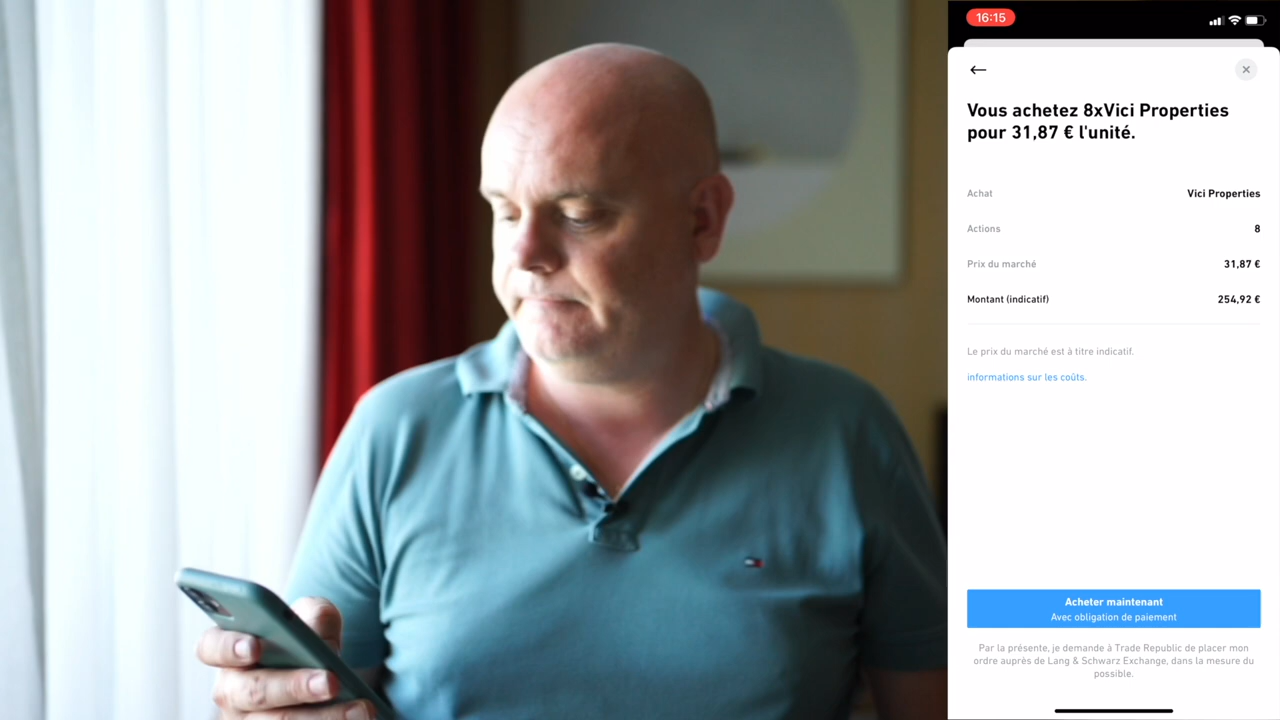 16:15
Vous achetez 8xVici Properties
pour 31,87 € l'unité.
Achat Vici Properties
Actions 8
Prix du marché 31,87 €
Montant (indicatif) 254,92 €
Le prix du marché est à titre indicatif.
informations sur les coûts.
Acheter maintenant
Avec obligation de paiement
Par la présente, je demande à Trade Republic de placer mon
ordre auprès de Lang & Schwarz Exchange, dans la mesure du
possible.